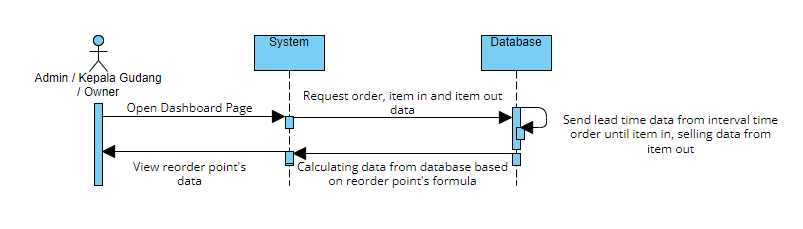 System
Database
Admin / Kepala Gudang
/ Owner
Open Dashboard Page
Request order, item in and item out
data
Send lead time data from interval time
order until item in, selling data from
item out
View reorder point's
data
Calculating data from database based
on reorder point's formula